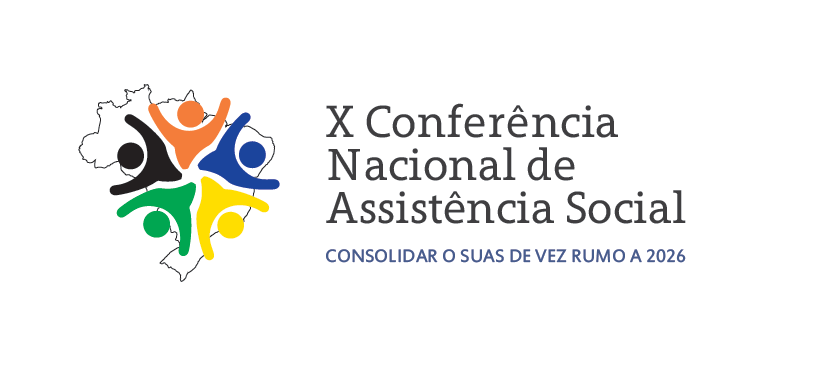 X Conferência
Nacional de
Assistência Social
CONSOLIDAR O SUAS DE VEZ RUMO A 2026